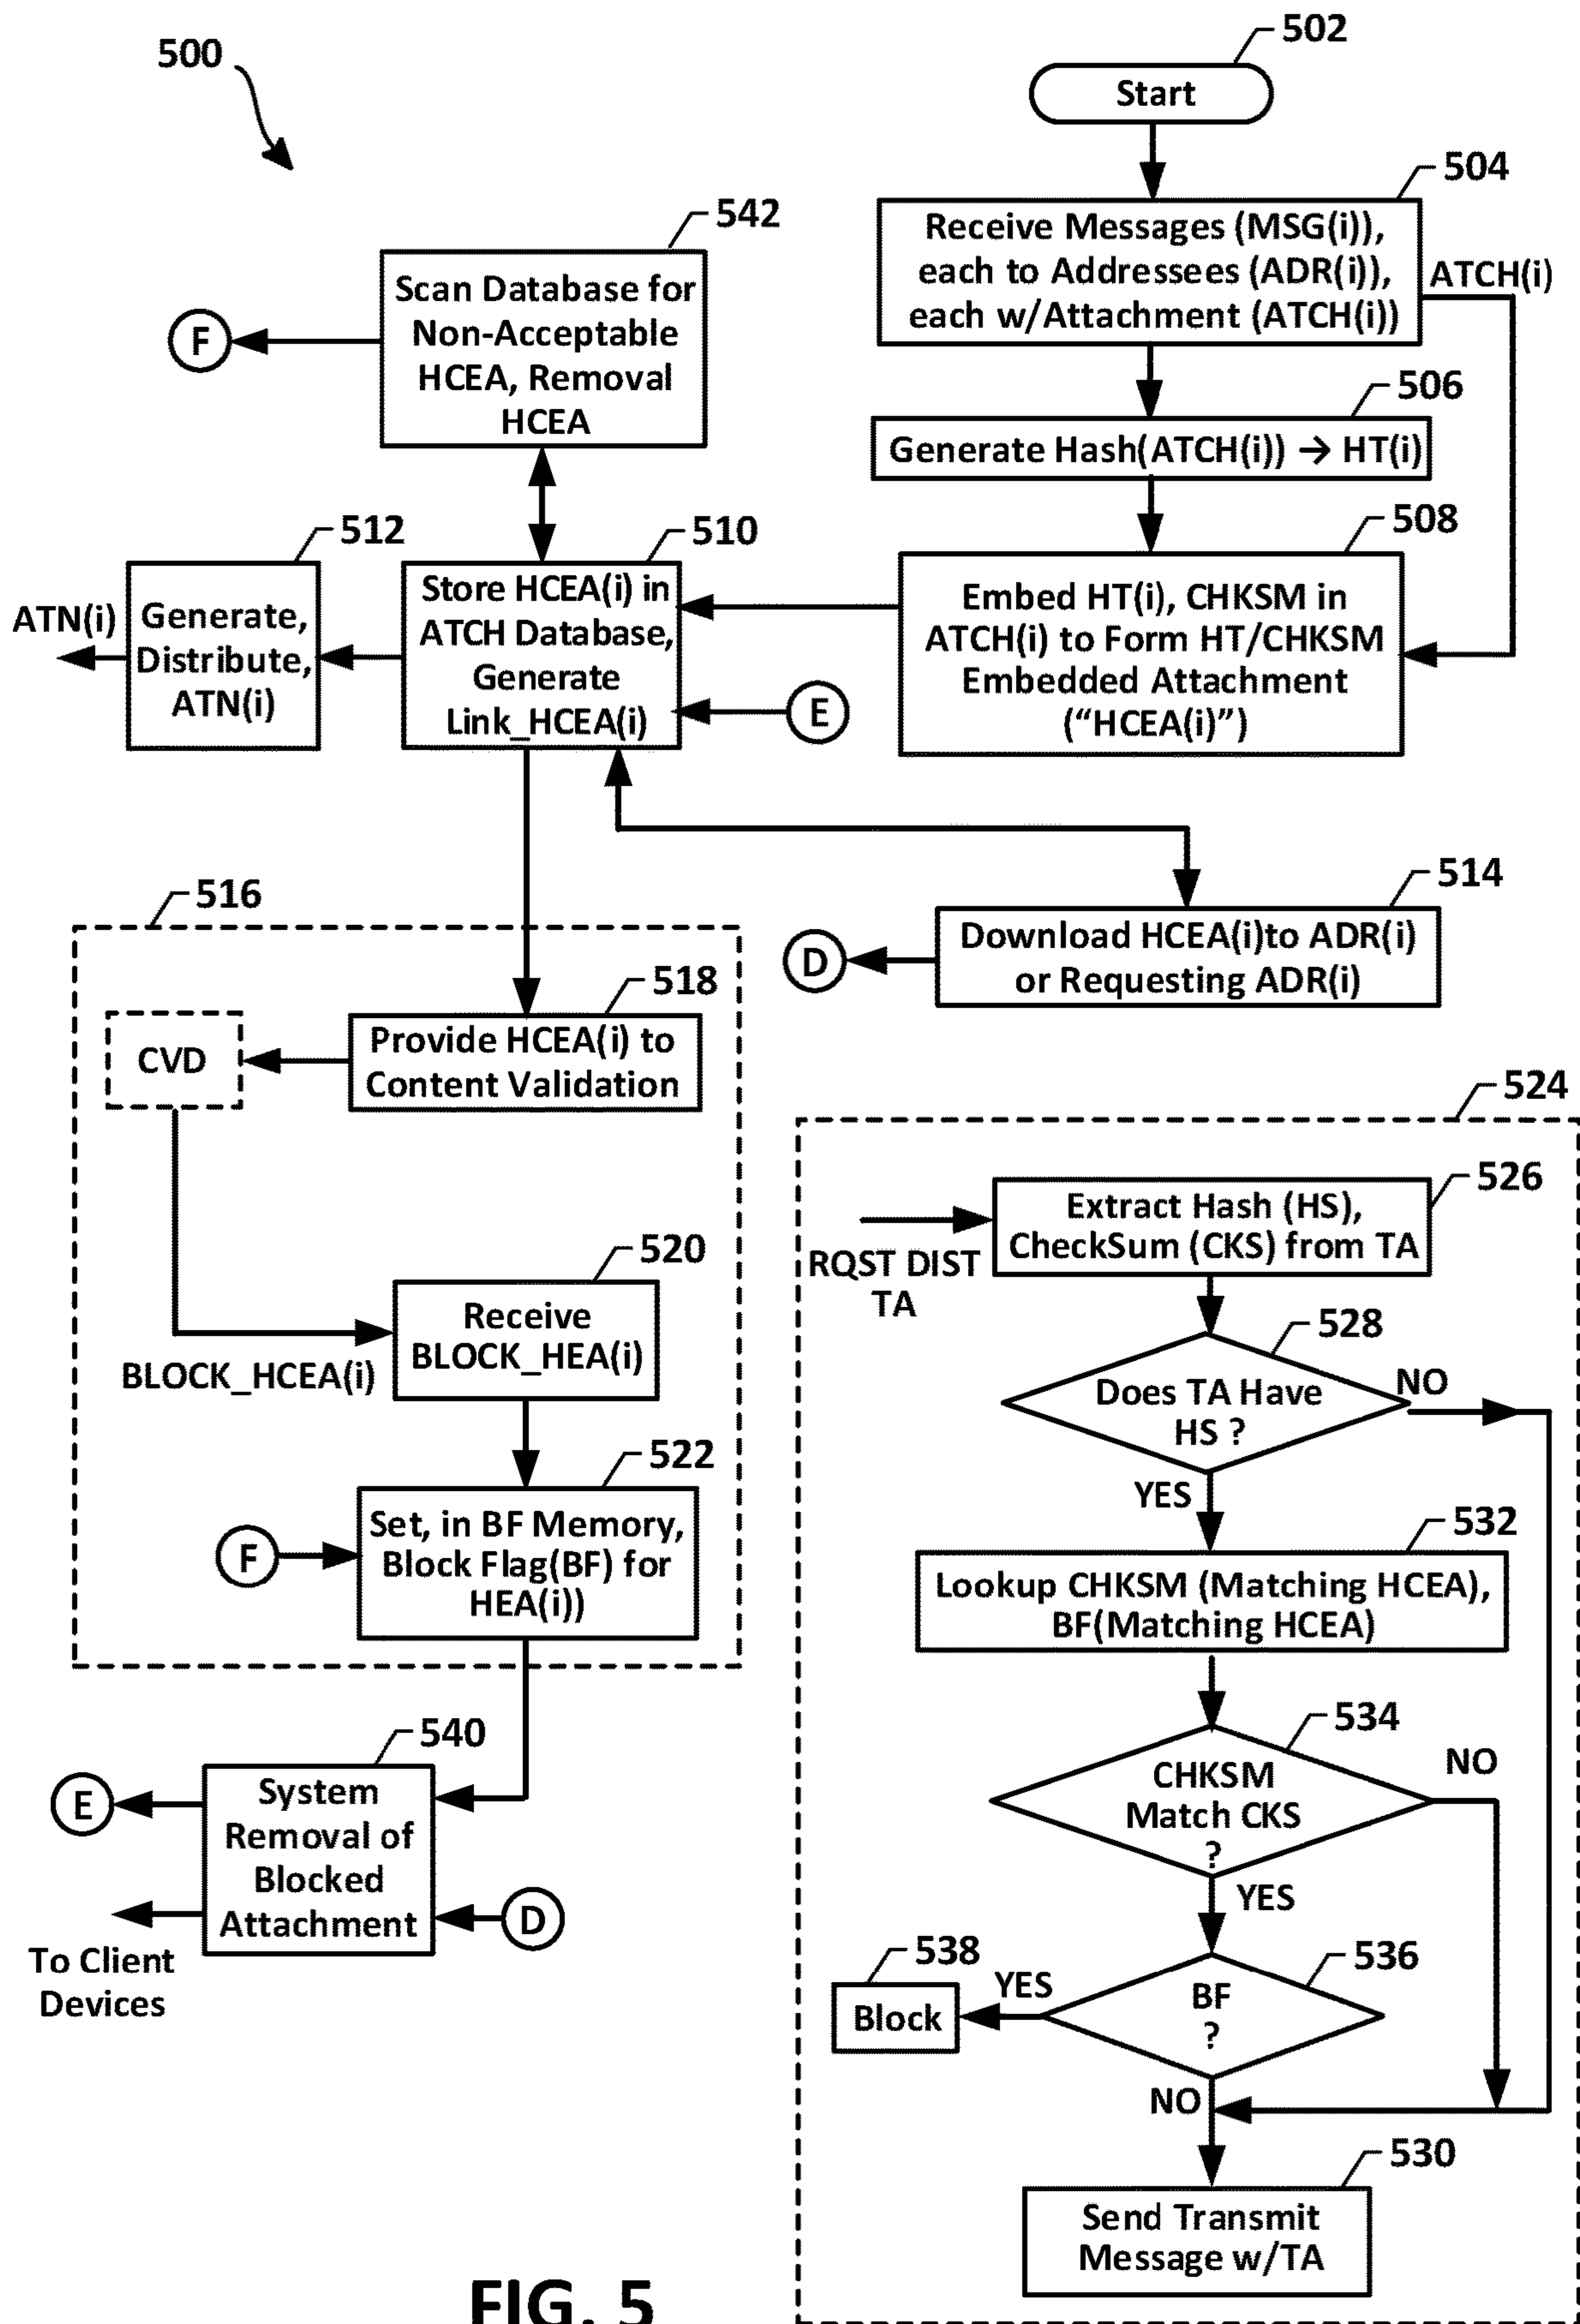 500
502
Start
504
Receive Messages (MSG(i)),
each to Addressees (ADR(i)),
each w/Attachment (ATCH(i))
ATCH(i)
506
Generate Hash(ATCH(i)) → HT(i)
508
Embed HT(i), CHKSM in
ATCH(i) to Form HT/CHKSM
Embedded Attachment
(“HCEA(i)”)
542
Scan Database for
Non-Acceptable
HCEA, Removal
HCEA
F
510
Store HCEA(i) in
ATCH Database,
Generate
Link_HCEA(i)
E
512
Generate,
Distribute,
ATN(i)
ATN(i)
514
Download HCEA(i)to ADR(i)
or Requesting ADR(i)
D
516
518
Provide HCEA(i) to
Content Validation
CVD
BLOCK_HCEA(i)
520
Receive
BLOCK_HEA(i)
522
Set, in BF Memory,
Block Flag(BF) for
HEA(i))
F
540
System
Removal of
Blocked
Attachment
E
D
To Client
Devices
524
RQST DIST
TA
526
Extract Hash (HS),
CheckSum (CKS) from TA
528
Does TA Have
HS ?
NO
YES
532
Lookup CHKSM (Matching HCEA),
BF(Matching HCEA)
534
CHKSM
Match CKS
?
NO
YES
536
BF
?
YES
538
Block
NO
530
Send Transmit
Message w/TA
FIG. 5